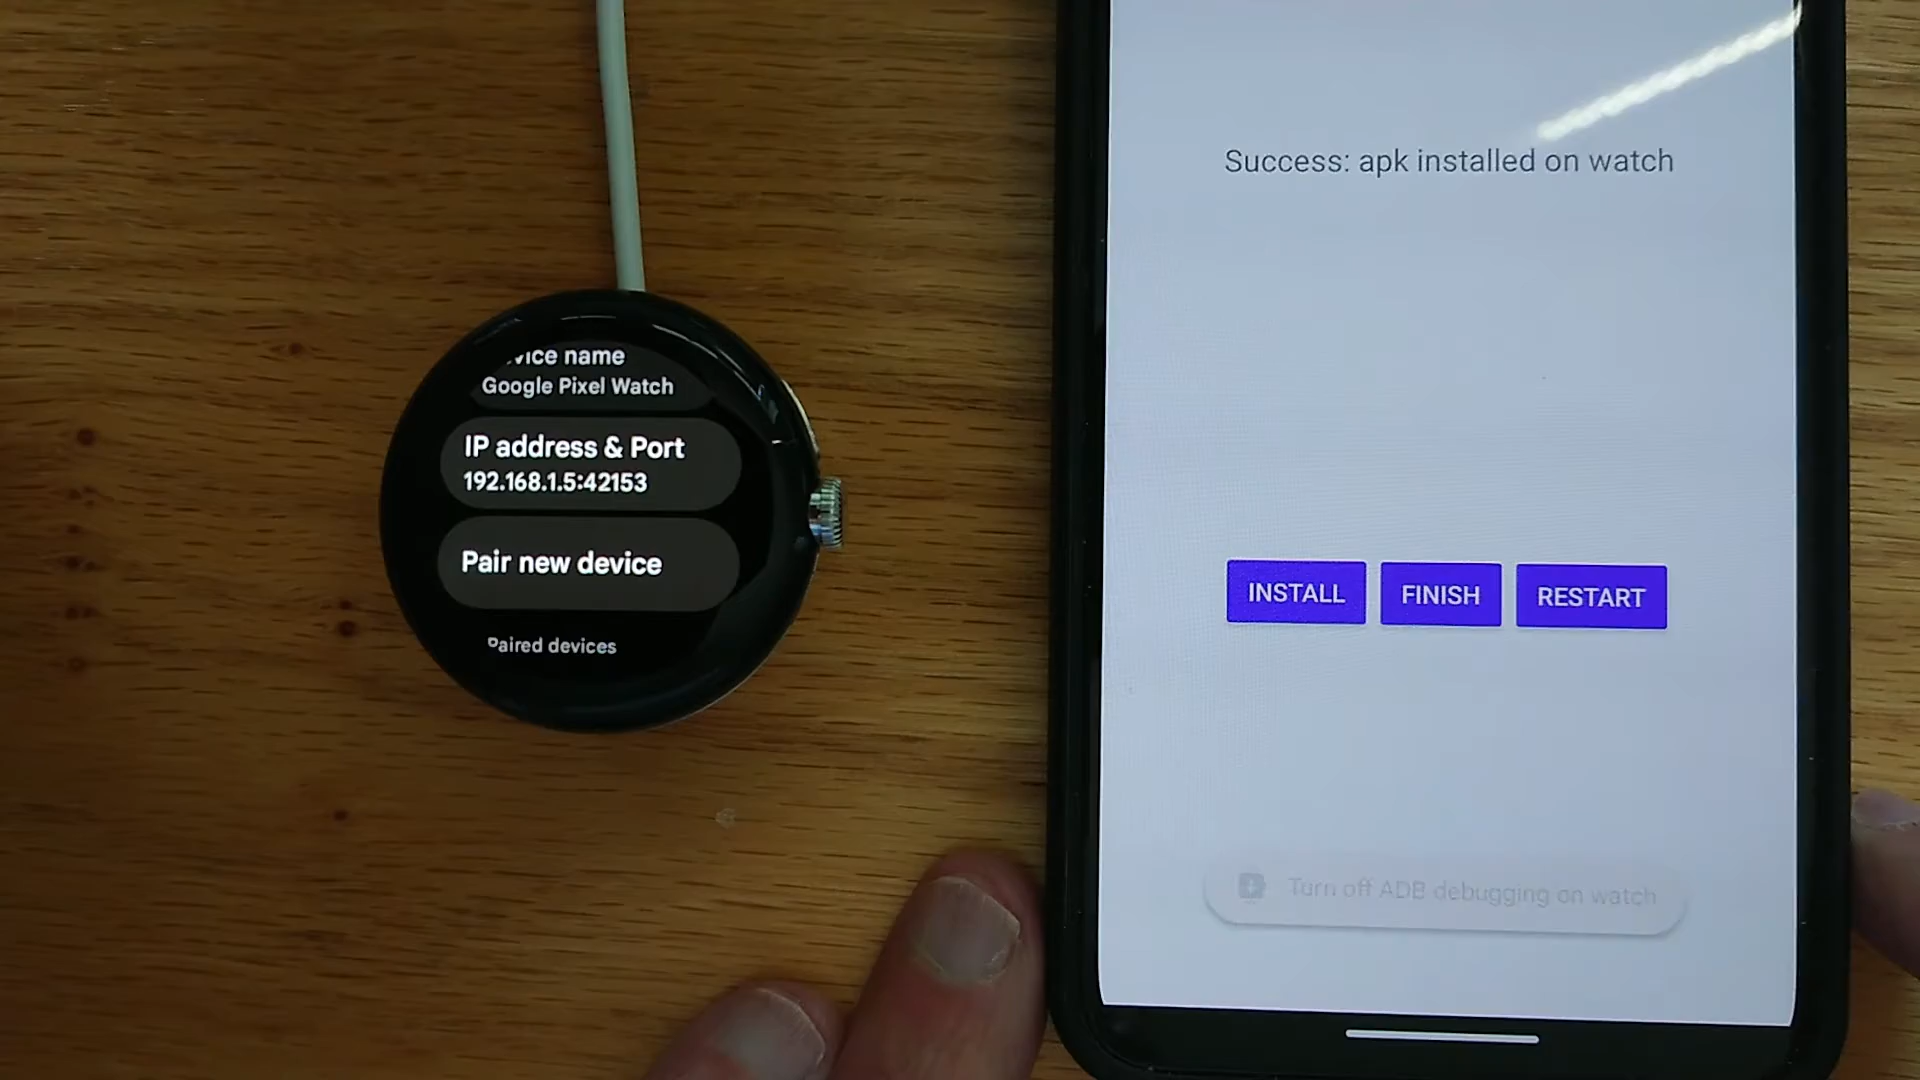 vice name
Google Pixel Watch
IP address & Port
192.168.1.5:42153
Pair new device
Paired devices
Success: apk installed on watch
INSTALL
FINISH
RESTART
Turn off ADB debugging on watch